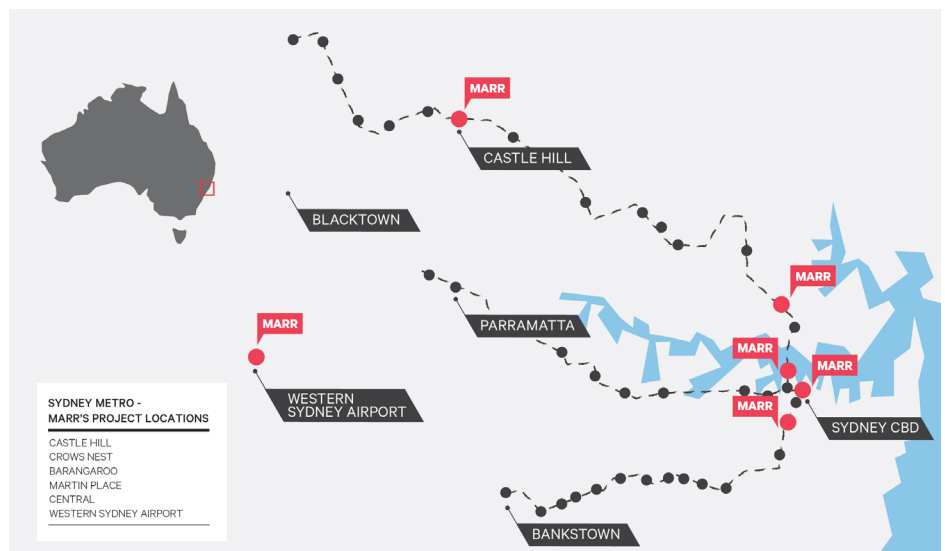 MARR
CASTLE HILL
BLACKTOWN
MARR
PARRAMATTA
MARR
WESTERN
SYDNEY AIRPORT
MARR
MARR
MARR
SYDNEY CBD
BANKSTOWN
SYDNEY METRO -
MARR'S PROJECT LOCATIONS
CASTLE HILL
CROWS NEST
BARANGAROO
MARTIN PLACE
CENTRAL
WESTERN SYDNEY AIRPORT